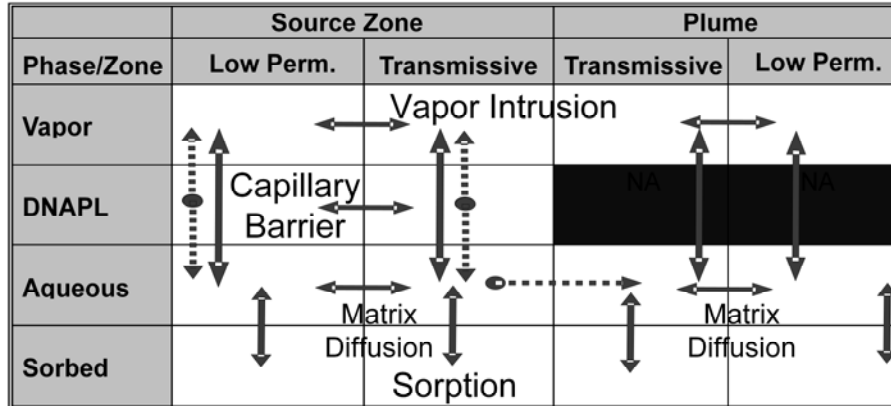 Source Zone Plume
Phase/Zone Low Perm. Transmissive Transmissive Low Perm.
Vapor Vapor Intrusion
DNAPL Capillary Barrier NA NA
Aqueous Matrix Diffusion Matrix Diffusion
Sorbed Sorption